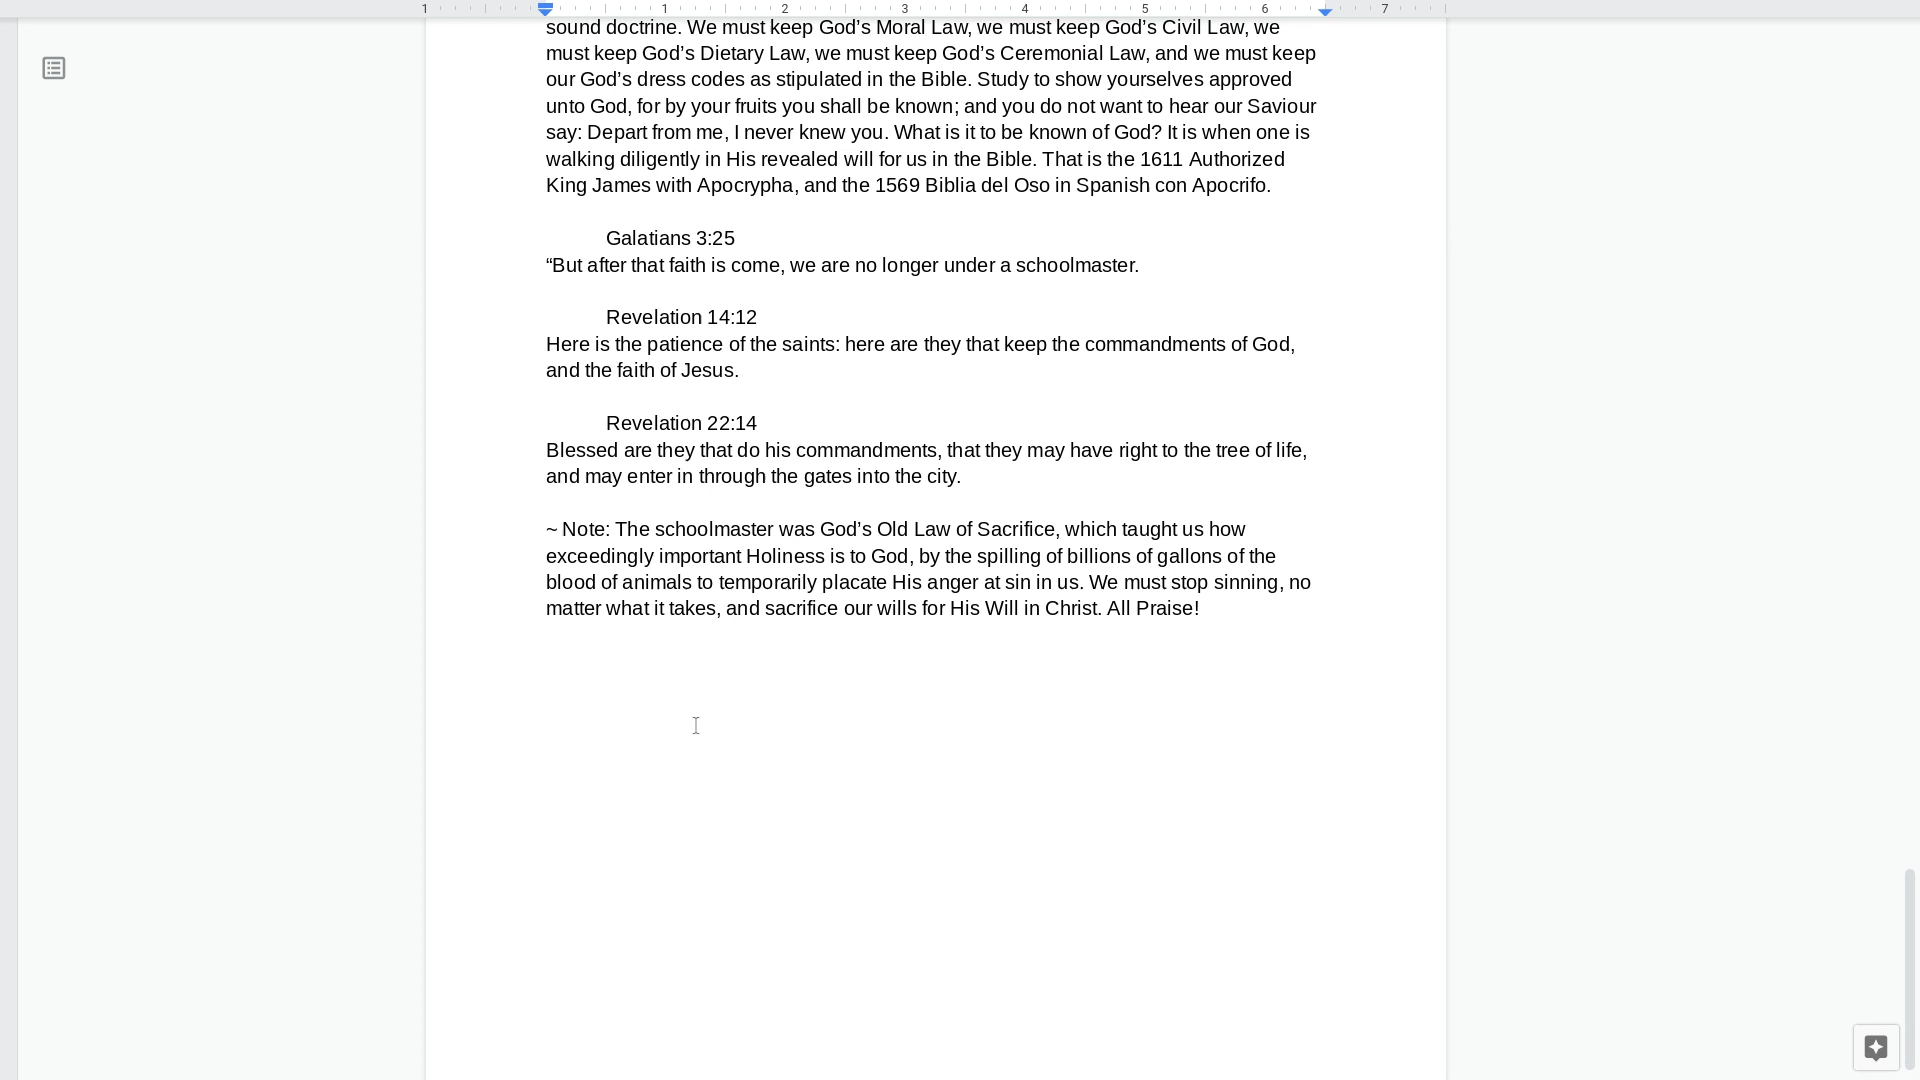 1 1 2 3 4 5 6 7
sound doctrine. We must keep God’s Moral Law, we must keep God’s Civil Law, we
must keep God’s Dietary Law, we must keep God’s Ceremonial Law, and we must keep
our God’s dress codes as stipulated in the Bible. Study to show yourselves approved
unto God, for by your fruits you shall be known; and you do not want to hear our Saviour
say: Depart from me, I never knew you. What is it to be known of God? It is when one is
walking diligently in His revealed will for us in the Bible. That is the 1611 Authorized
King James with Apocrypha, and the 1569 Biblia del Oso in Spanish con Apocrifo.
Galatians 3:25
“But after that faith is come, we are no longer under a schoolmaster.
Revelation 14:12
Here is the patience of the saints: here are they that keep the commandments of God,
and the faith of Jesus.
Revelation 22:14
Blessed are they that do his commandments, that they may have right to the tree of life,
and may enter in through the gates into the city.
~ Note: The schoolmaster was God’s Old Law of Sacrifice, which taught us how
exceedingly important Holiness is to God, by the spilling of billions of gallons of the
blood of animals to temporarily placate His anger at sin in us. We must stop sinning, no
matter what it takes, and sacrifice our wills for His Will in Christ. All Praise!